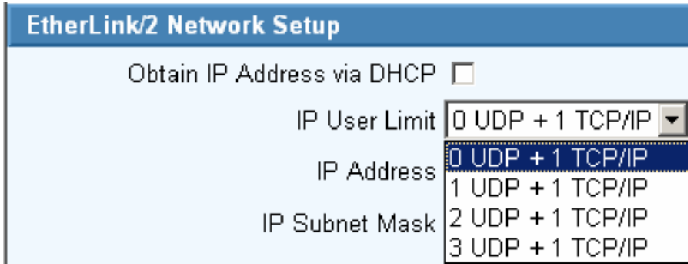 EtherLink/2 Network Setup
Obtain IP Address via DHCP
IP User Limit 0 UDP + 1 TCP/IP
0 UDP + 1 TCP/IP
IP Address
1 UDP + 1 TCP/IP
2 UDP + 1 TCP/IP
IP Subnet Mask
3 UDP + 1 TCP/IP